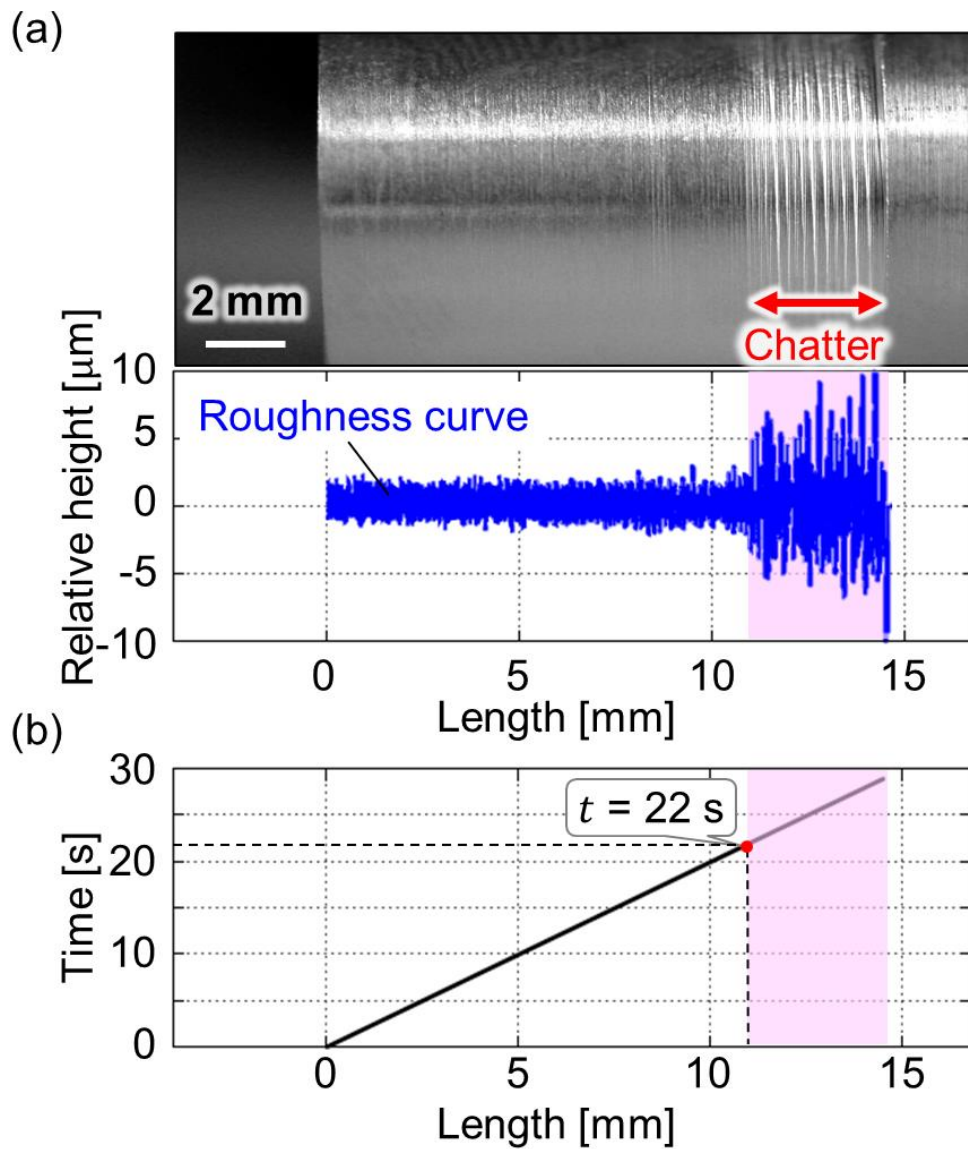 (a)
2 mm
Chatter
Relative height [μm]
10
5
0
-5
-10
Roughness curve
0 5 10 15
Length [mm]
(b)
Time [s]
30
20
10
0
t = 22 s
0 5 10 15
Length [mm]